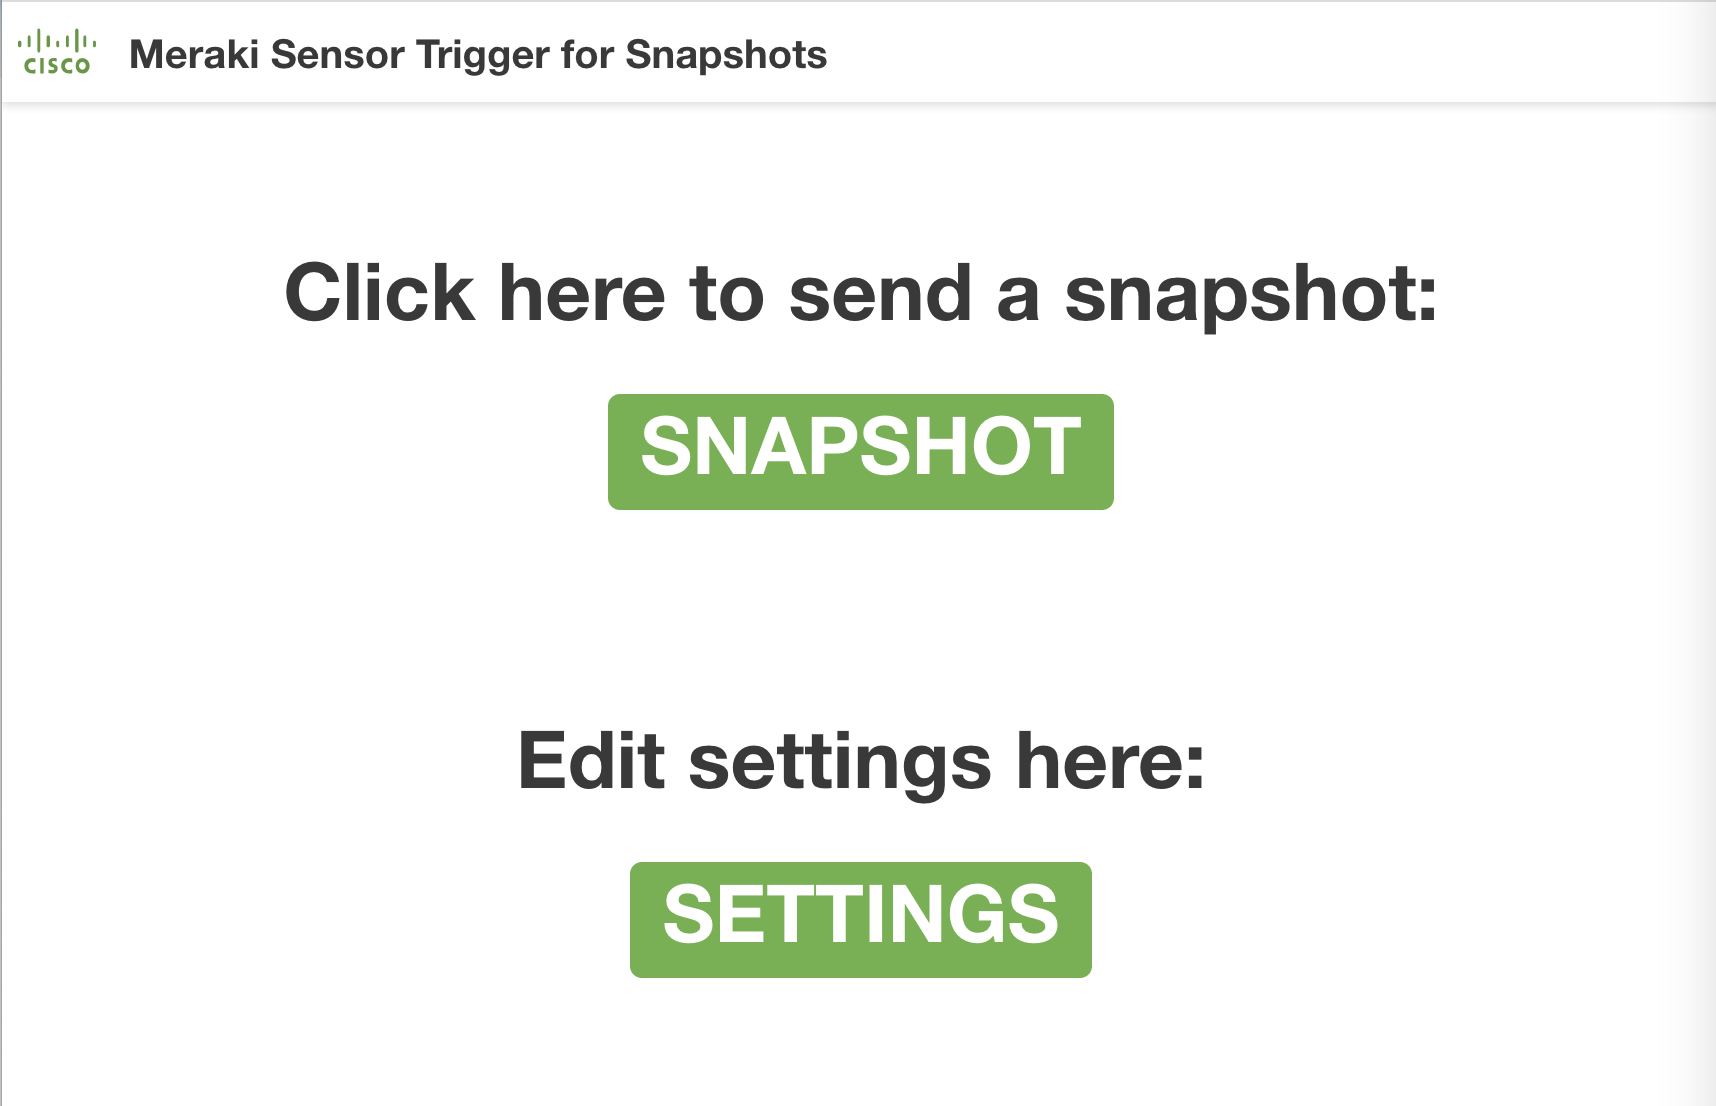 CISCO
Meraki Sensor Trigger for Snapshots
Click here to send a snapshot:
SNAPSHOT
Edit settings here:
SETTINGS